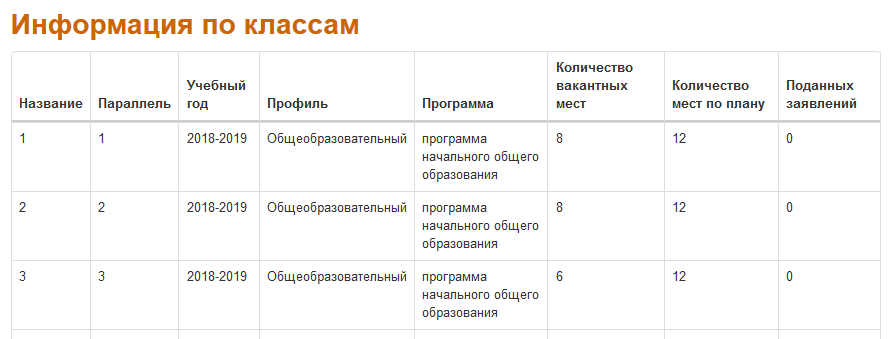 Информация по классам
Название Параллель Учебный год Профиль Программа Количество вакантных мест Количество мест по плану Поданных заявлений
1 1 2018-2019 Общеобразовательный программа начального общего образования 8 12 0
2 2 2018-2019 Общеобразовательный программа начального общего образования 8 12 0
3 3 2018-2019 Общеобразовательный программа начального общего образования 6 12 0